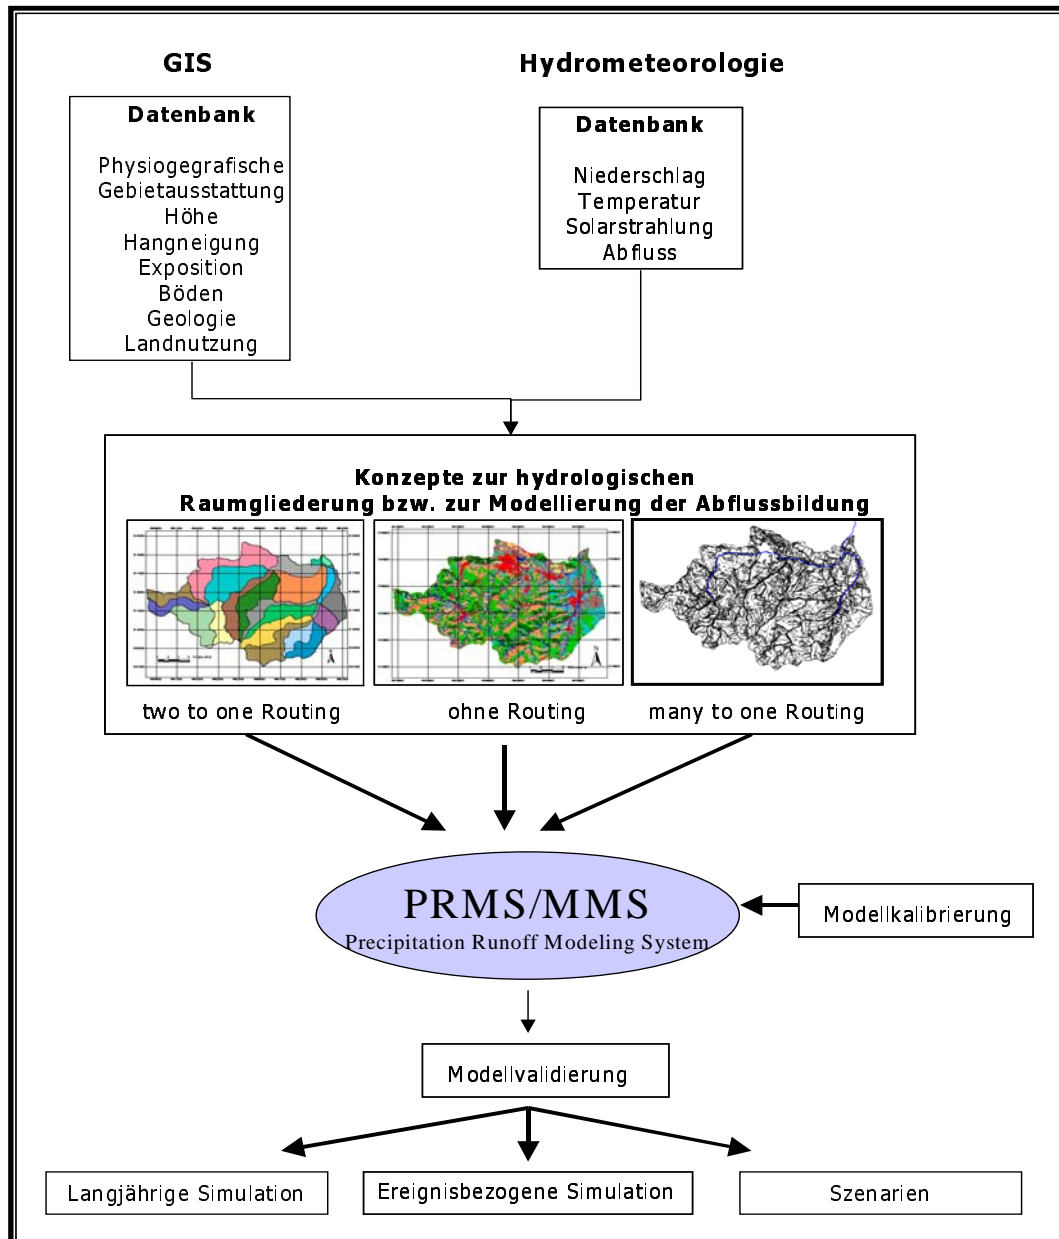 GIS
Hydrometeorologie
Datenbank
Physiogegrafische
Gebietausstattung
Höhe
Hangneigung
Exposition
Böden
Geologie
Landnutzung
Datenbank
Niederschlag
Temperatur
Solarstrahlung
Abfluss
Konzepte zur hydrologischen
Raumgliederung bzw. zur Modellierung der Abflussbildung
two to one Routing
ohne Routing
many to one Routing
PRMS/MMS
Precipitation Runoff Modeling System
Modellkalibrierung
Modellvalidierung
Langjährige Simulation
Ereignisbezogene Simulation
Szenarien